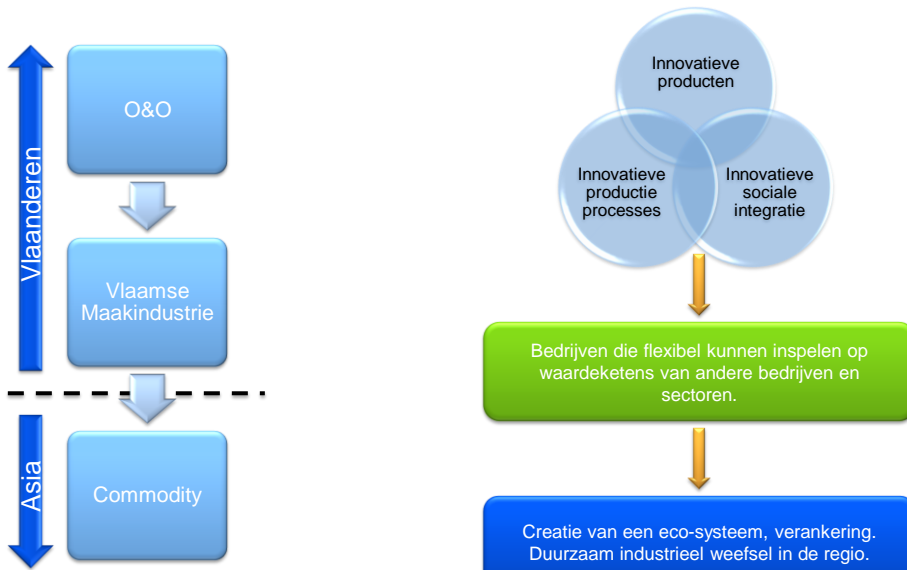 Vlaanderen
O&O
Vlaamse
Maakindustrie
Asia
Commodity
Innovatieve
producten
Innovatieve
productie
processes
Innovatieve
sociale
integratie
Bedrijven die flexibel kunnen inspelen op
waardeketens van andere bedrijven en
sectoren.
Creatie van een eco-systeem, verankering.
Duurzaam industrieel weefsel in de regio.